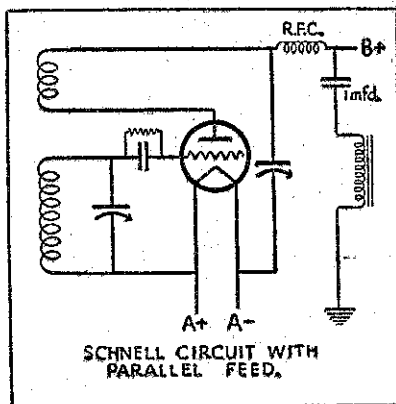 R.F.C.
B+
1mfd.
A+ A-
SCHNELL CIRCUIT WITH
PARALLEL FEED.